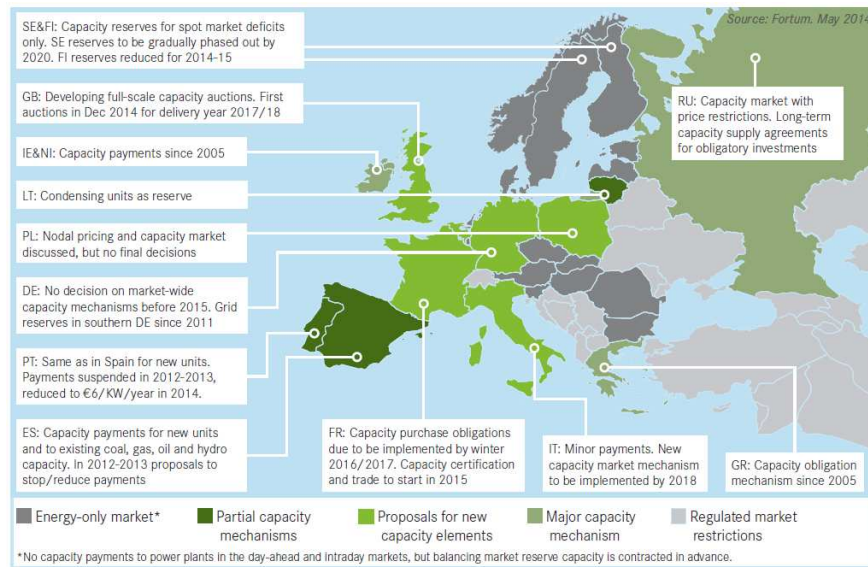 Source: Fortum. May 2014
SE&FI: Capacity reserves for spot market deficits
only. SE reserves to be gradually phased out by
2020. FI reserves reduced for 2014-15
GB: Developing full-scale capacity auctions. First
auctions in Dec 2014 for delivery year 2017/18
IE&NI: Capacity payments since 2005
LT: Condensing units as reserve
PL: Nodal pricing and capacity market
discussed, but no final decisions
DE: No decision on market-wide
capacity mechanisms before 2015. Grid
reserves in southern DE since 2011
PT: Same as in Spain for new units.
Payments suspended in 2012-2013,
reduced to €6/KW/year in 2014.
ES: Capacity payments for new units
and to existing coal, gas, oil and hydro
capacity. In 2012-2013 proposals to
stop/reduce payments
RU: Capacity market with
price restrictions. Long-term
capacity supply agreements
for obligatory investments
FR: Capacity purchase obligations
due to be implemented by winter
2016/2017. Capacity certification
and trade to start in 2015
IT: Minor payments. New
capacity market mechanism
to be implemented by 2018
GR: Capacity obligation
mechanism since 2005
Energy-only market*
Partial capacity
mechanisms
Proposals for new
capacity elements
Major capacity
mechanism
Regulated market
restrictions
*No capacity payments to power plants in the day-ahead and intraday markets, but balancing market reserve capacity is contracted in advance.